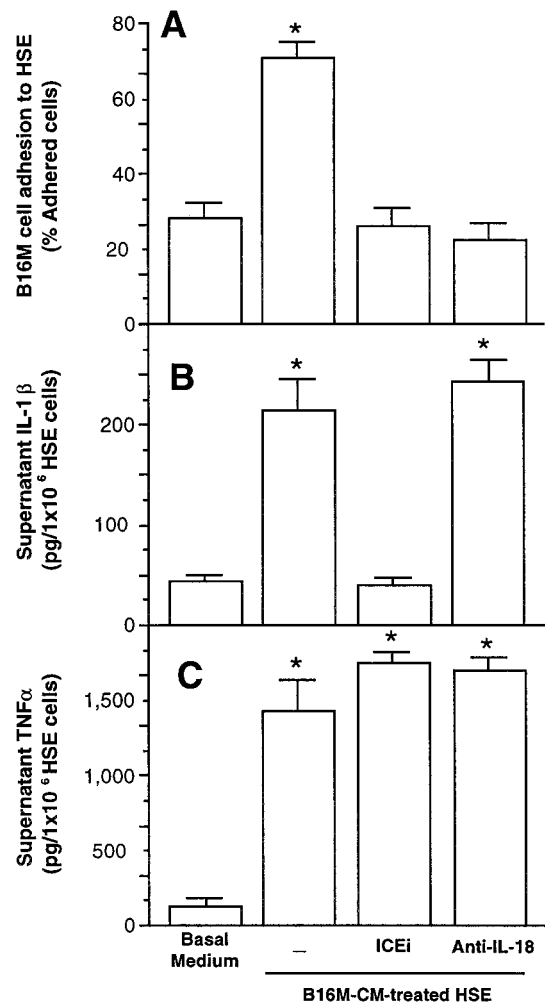 A
B16M cell adhesion to HSE
(% Adhered cells)
80
60
40
20
0
*
B
Supernatant IL-1 β
(pg/1x10 6 HSE cells)
200
100
0
*
*
C
Supernatant TNFα
(pg/1x10 6 HSE cells)
1,500
1,000
500
0
*
*
*
Basal
Medium
–
ICEi
Anti-IL-18
B16M-CM-treated HSE